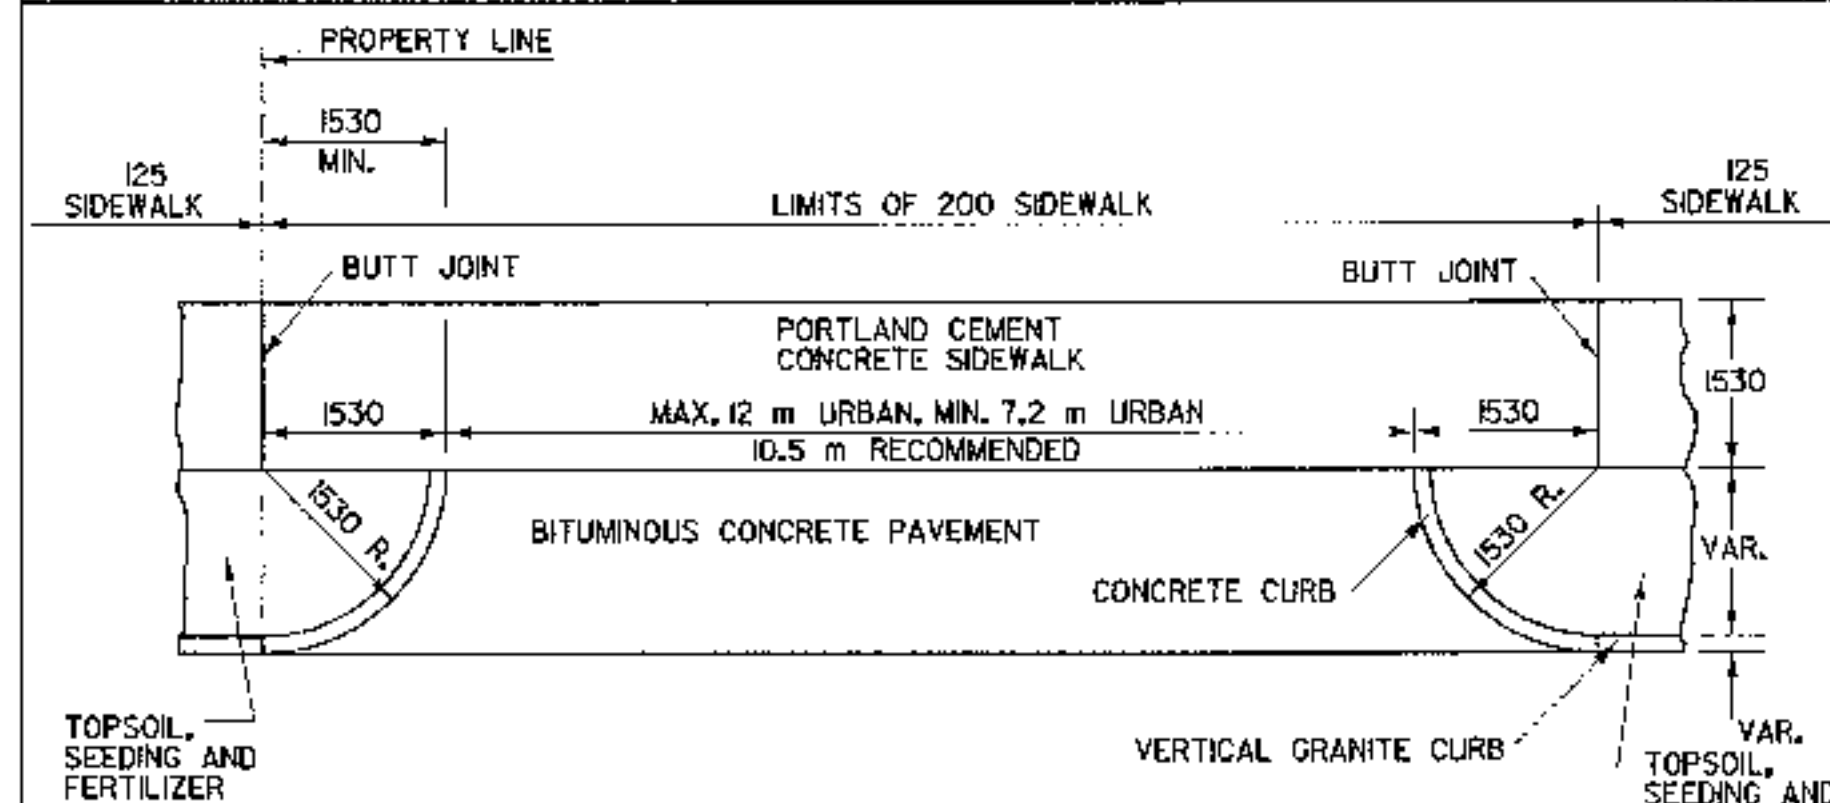 PROPERTY LINE
1530
MIN.
125
SIDEWALK
LIMITS OF 200 SIDEWALK
125
SIDEWALK
BUTT JOINT
BUTT JOINT
PORTLAND CEMENT
CONCRETE SIDEWALK
1530
1530
MAX. 12 m URBAN. MIN. 7.2 m URBAN
1530
10.5 m RECOMMENDED
1530 R.
BITUMINOUS CONCRETE PAVEMENT
1530 R.
VAR.
CONCRETE CURB
TOPSOIL,
SEEDING AND
FERTILIZER
VERTICAL GRANITE CURB
VAR.
TOPSOIL,
SEEDING AND